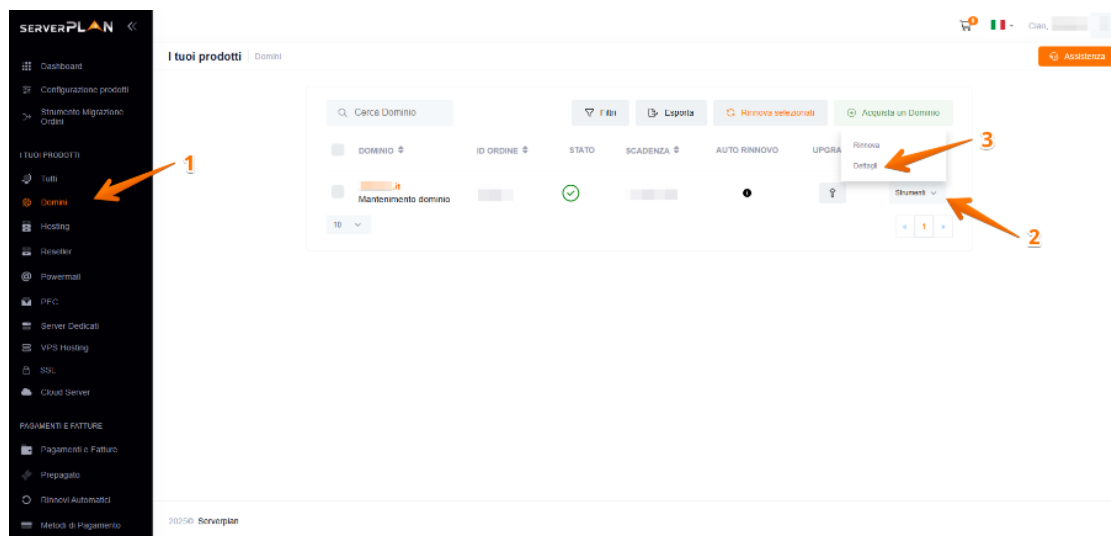 SERVERPLAN
Dashboard
Configurazione prodotti
Strumento Migrazione
Ordini
I TUOI PRODOTTI
Tutti
Domini
Hosting
Reseller
Powermail
PEC
Server Dedicati
VPS Hosting
SSL
Cloud Server
PAGAMENTI E FATTURE
Pagamenti e Fatture
Prepagato
Rinnovi Automatici
Metodi di Pagamento
0
Ciao,
I tuoi prodotti Domini
Assistenza
Cerca Dominio
Filtri
Esporta
Rinnova selezionati
Acquista un Dominio
DOMINIO
ID ORDINE
STATO
SCADENZA
AUTO RINNOVO
UPGRA
Rinnova
Dettagli
.it
Mantenimento dominio
Strumenti
10
« 1 »
1
2
3
2025© Serverplan